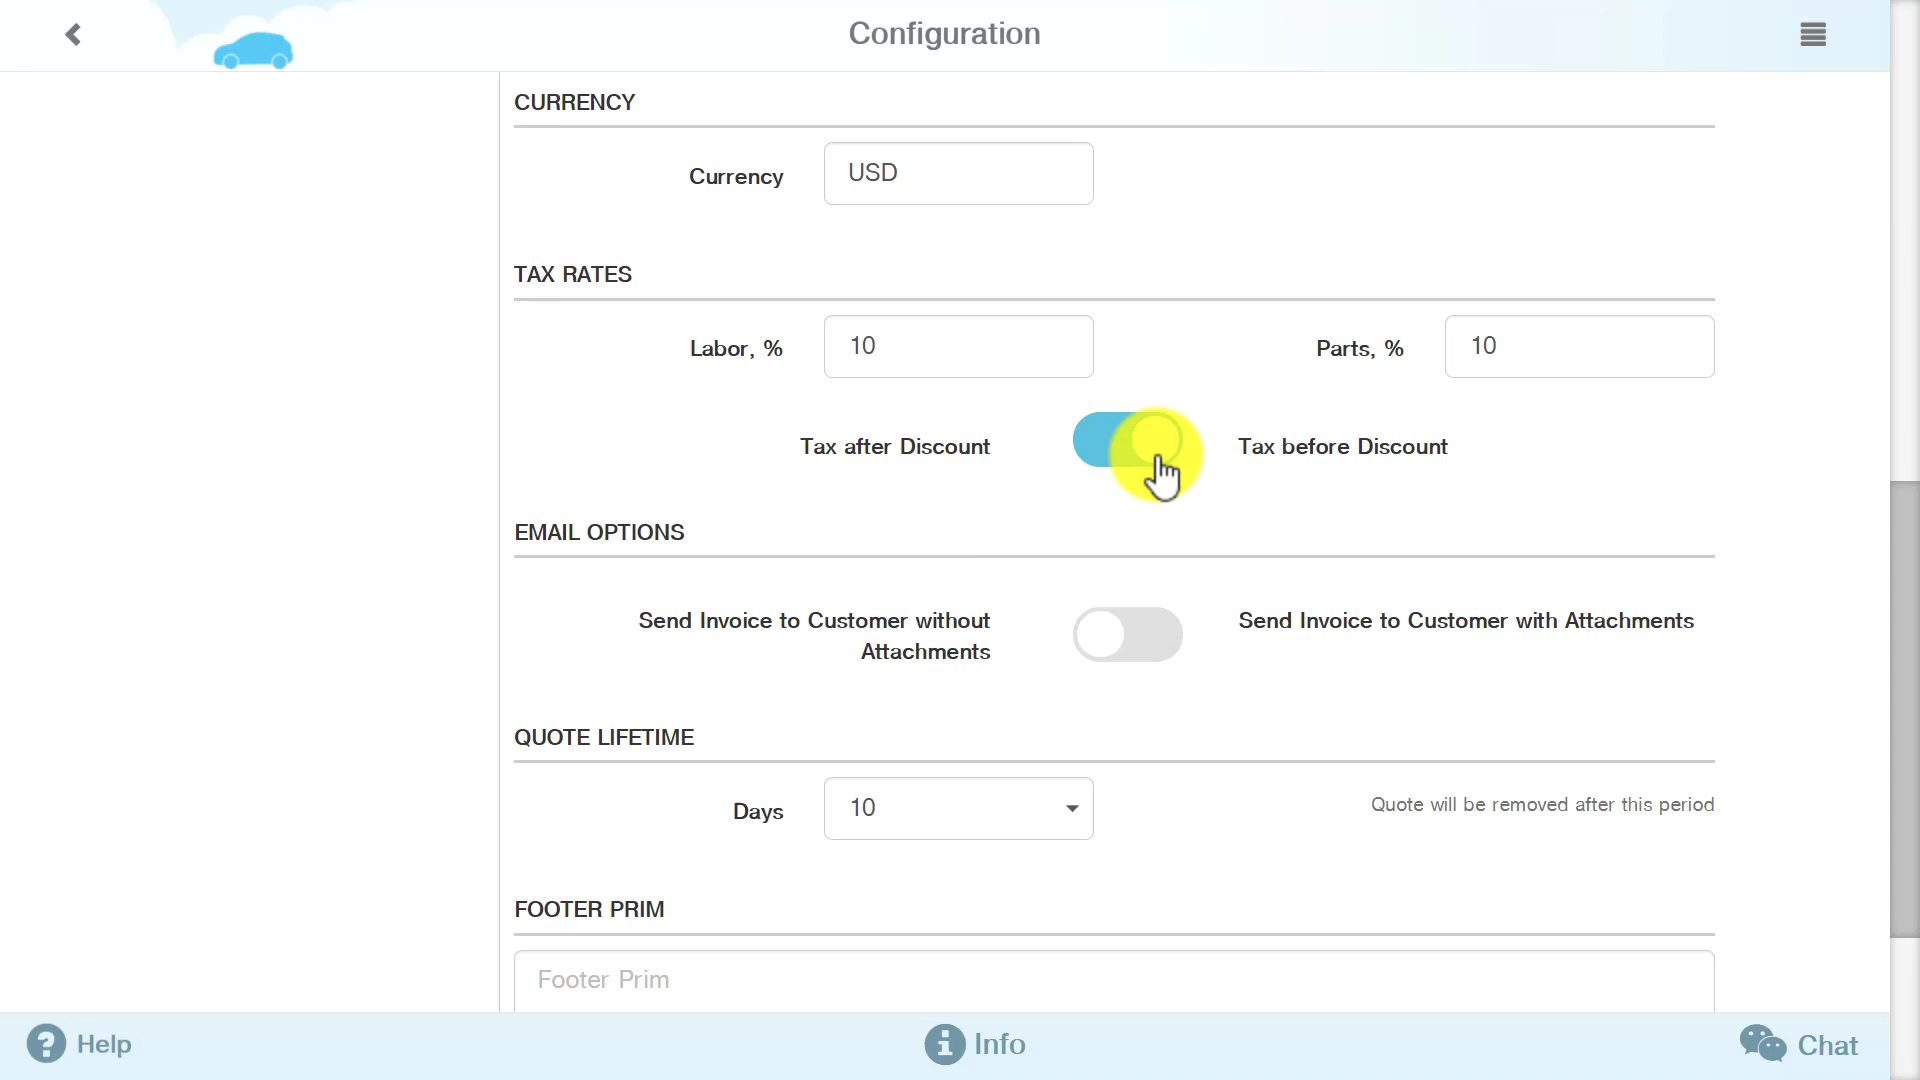 Configuration
CURRENCY
Currency USD
TAX RATES
Labor, % 10 Parts, % 10
Tax after Discount Tax before Discount
EMAIL OPTIONS
Send Invoice to Customer without
Attachments
Send Invoice to Customer with Attachments
QUOTE LIFETIME
Days 10 Quote will be removed after this period
FOOTER PRIM
Footer Prim
Help Info Chat